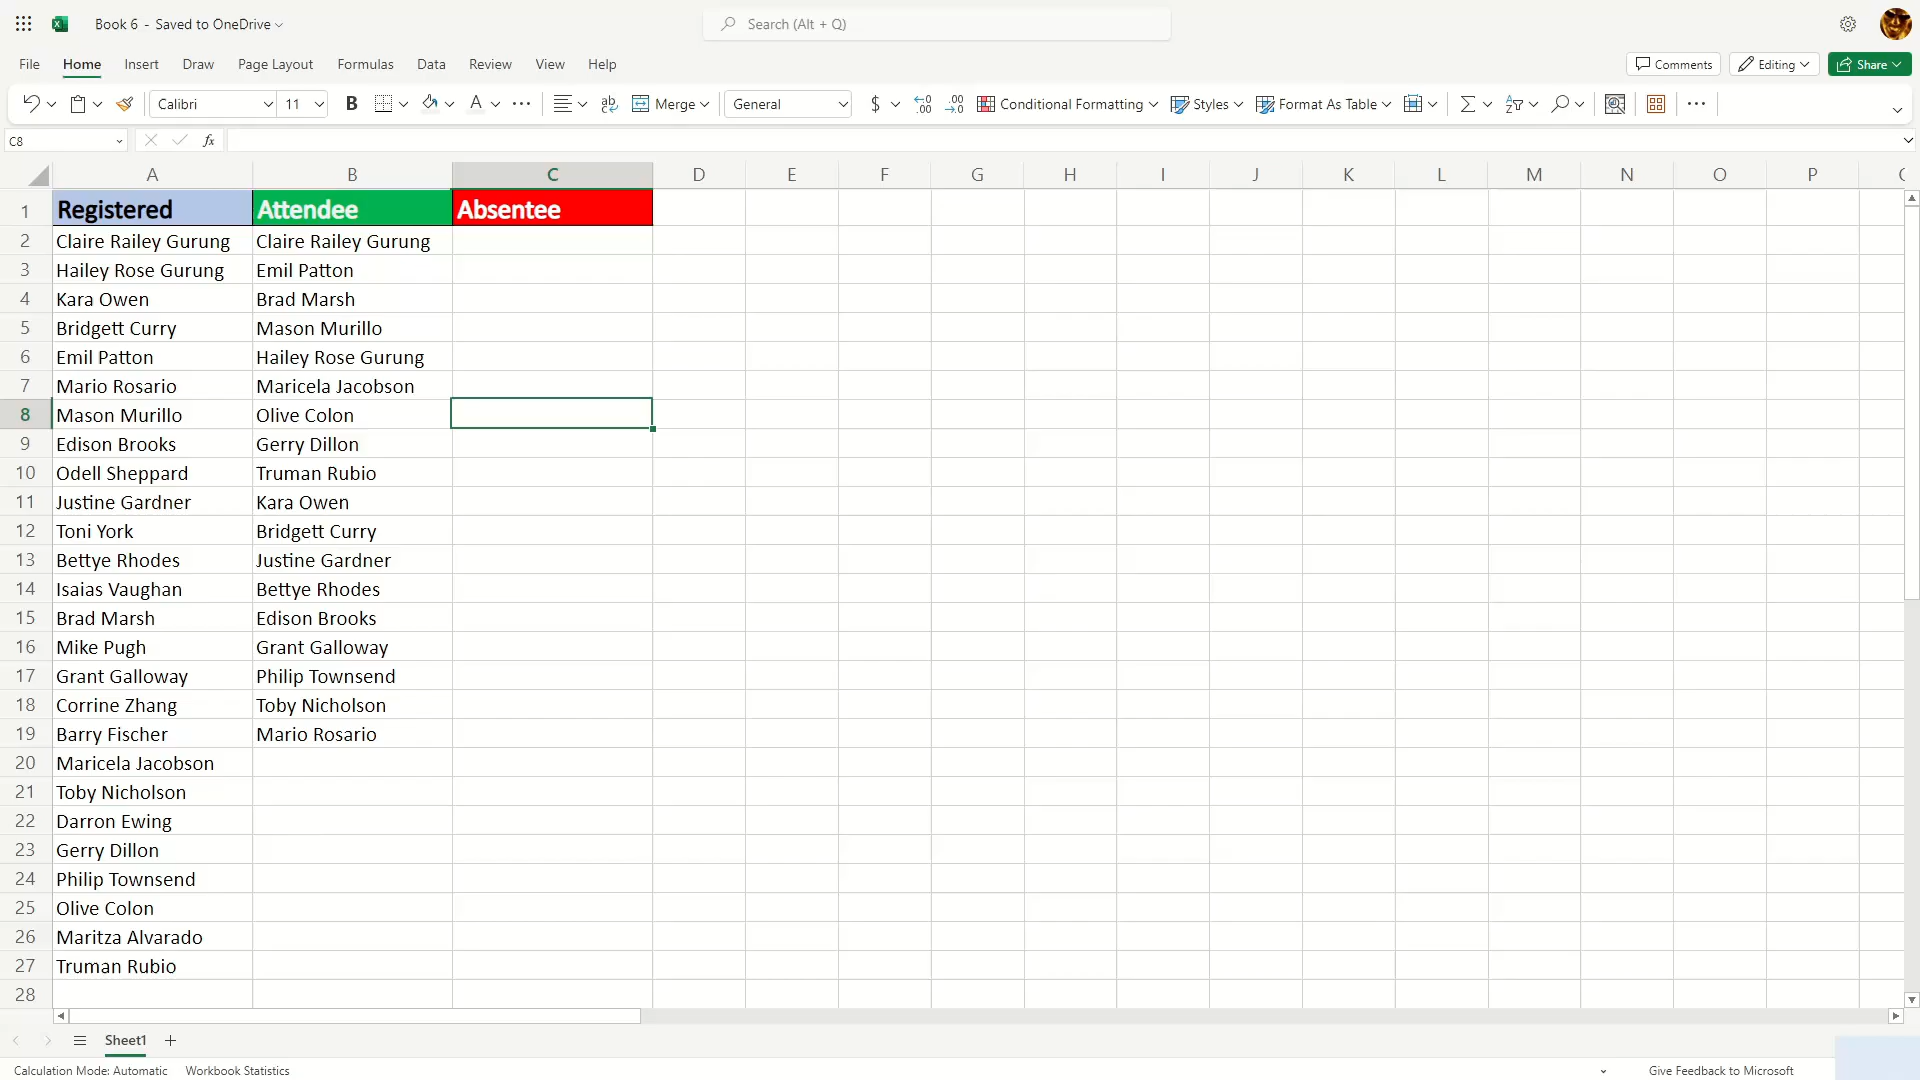 Book 6 - Saved to OneDrive
Search (Alt + Q)
File Home Insert Draw Page Layout Formulas Data Review View Help
Comments Editing Share
Calibri 11 B A Merge General $ Conditional Formatting Styles Format As Table
C8 fx
A B C D E F G H I J K L M N O P
1 Registered Attendee Absentee
2 Claire Railey Gurung Claire Railey Gurung
3 Hailey Rose Gurung Emil Patton
4 Kara Owen Brad Marsh
5 Bridgett Curry Mason Murillo
6 Emil Patton Hailey Rose Gurung
7 Mario Rosario Maricela Jacobson
8 Mason Murillo Olive Colon
9 Edison Brooks Gerry Dillon
10 Odell Sheppard Truman Rubio
11 Justine Gardner Kara Owen
12 Toni York Bridgett Curry
13 Bettye Rhodes Justine Gardner
14 Isaias Vaughan Bettye Rhodes
15 Brad Marsh Edison Brooks
16 Mike Pugh Grant Galloway
17 Grant Galloway Philip Townsend
18 Corrine Zhang Toby Nicholson
19 Barry Fischer Mario Rosario
20 Maricela Jacobson
21 Toby Nicholson
22 Darron Ewing
23 Gerry Dillon
24 Philip Townsend
25 Olive Colon
26 Maritza Alvarado
27 Truman Rubio
28
Sheet1
Calculation Mode: Automatic Workbook Statistics Give Feedback to Microsoft